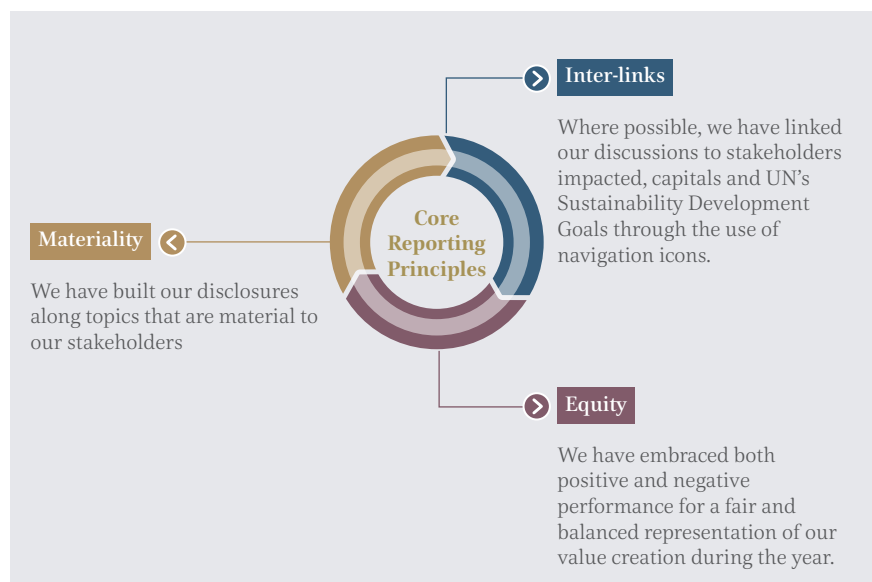 Core
Reporting
Principles
Inter-links
Where possible, we have linked
our discussions to stakeholders
impacted, capitals and UN’s
Sustainability Development
Goals through the use of
navigation icons.
Materiality
We have built our disclosures
along topics that are material to
our stakeholders
Equity
We have embraced both
positive and negative
performance for a fair and
balanced representation of our
value creation during the year.